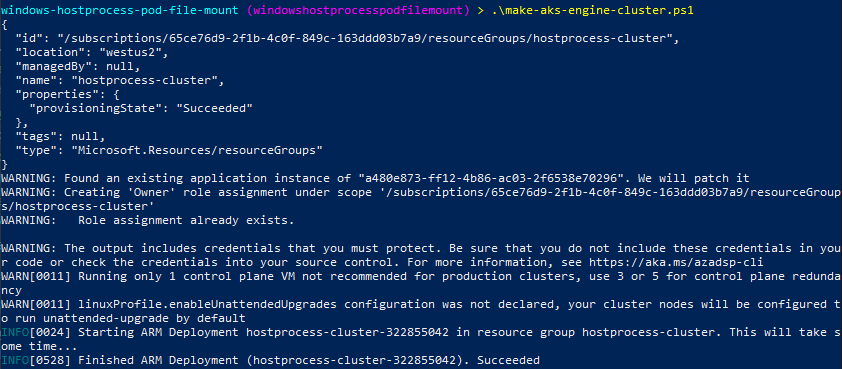 windows-hostprocess-pod-file-mount (windowshostprocesspodfilemount) > .\make-aks-engine-cluster.ps1
{
  "id": "/subscriptions/65ce76d9-2f1b-4c0f-849c-163ddd03b7a9/resourceGroups/hostprocess-cluster",
  "location": "westus2",
  "managedBy": null,
  "name": "hostprocess-cluster",
  "properties": {
    "provisioningState": "Succeeded"
  },
  "tags": null,
  "type": "Microsoft.Resources/resourceGroups"
}
WARNING: Found an existing application instance of "a480e873-ff12-4b86-ac03-2f6538e70296". We will patch it
WARNING: Creating 'Owner' role assignment under scope '/subscriptions/65ce76d9-2f1b-4c0f-849c-163ddd03b7a9/resourceGroup
s/hostprocess-cluster'
WARNING:   Role assignment already exists.

WARNING: The output includes credentials that you must protect. Be sure that you do not include these credentials in you
r code or check the credentials into your source control. For more information, see https://aka.ms/azadsp-cli
WARN[0011] Running only 1 control plane VM not recommended for production clusters, use 3 or 5 for control plane redunda
ncy
WARN[0011] linuxProfile.enableUnattendedUpgrades configuration was not declared, your cluster nodes will be configured t
o run unattended-upgrade by default
INFO[0024] Starting ARM Deployment hostprocess-cluster-322855042 in resource group hostprocess-cluster. This will take s
ome time...
INFO[0528] Finished ARM Deployment (hostprocess-cluster-322855042). Succeeded